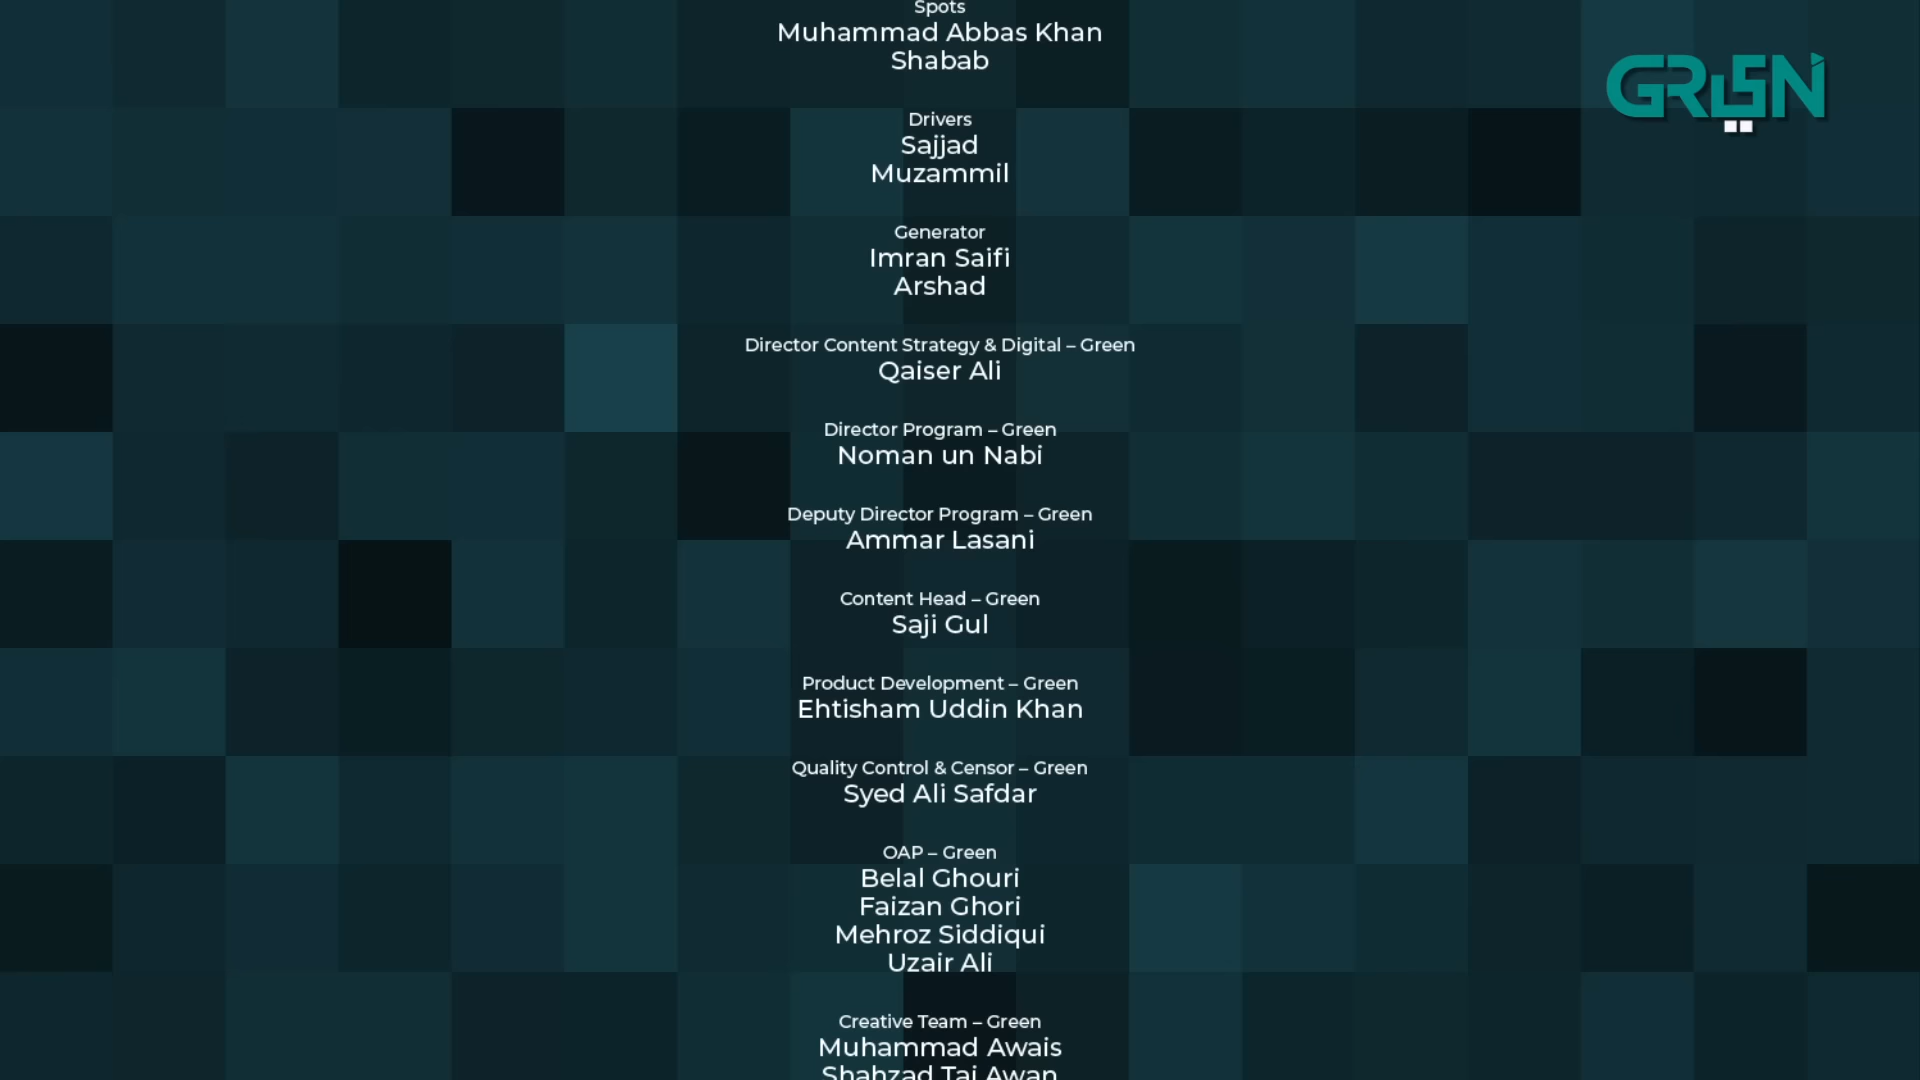 Spots
Muhammad Abbas Khan
Shabab
GREEN
Drivers
Sajjad
Muzammil
Generator
Imran Saifi
Arshad
Director Content Strategy & Digital – Green
Qaiser Ali
Director Program – Green
Noman un Nabi
Deputy Director Program – Green
Ammar Lasani
Content Head – Green
Saji Gul
Product Development – Green
Ehtisham Uddin Khan
Quality Control & Censor – Green
Syed Ali Safdar
OAP – Green
Belal Ghouri
Faizan Ghori
Mehroz Siddiqui
Uzair Ali
Creative Team – Green
Muhammad Awais
Shahzad Taj Awan